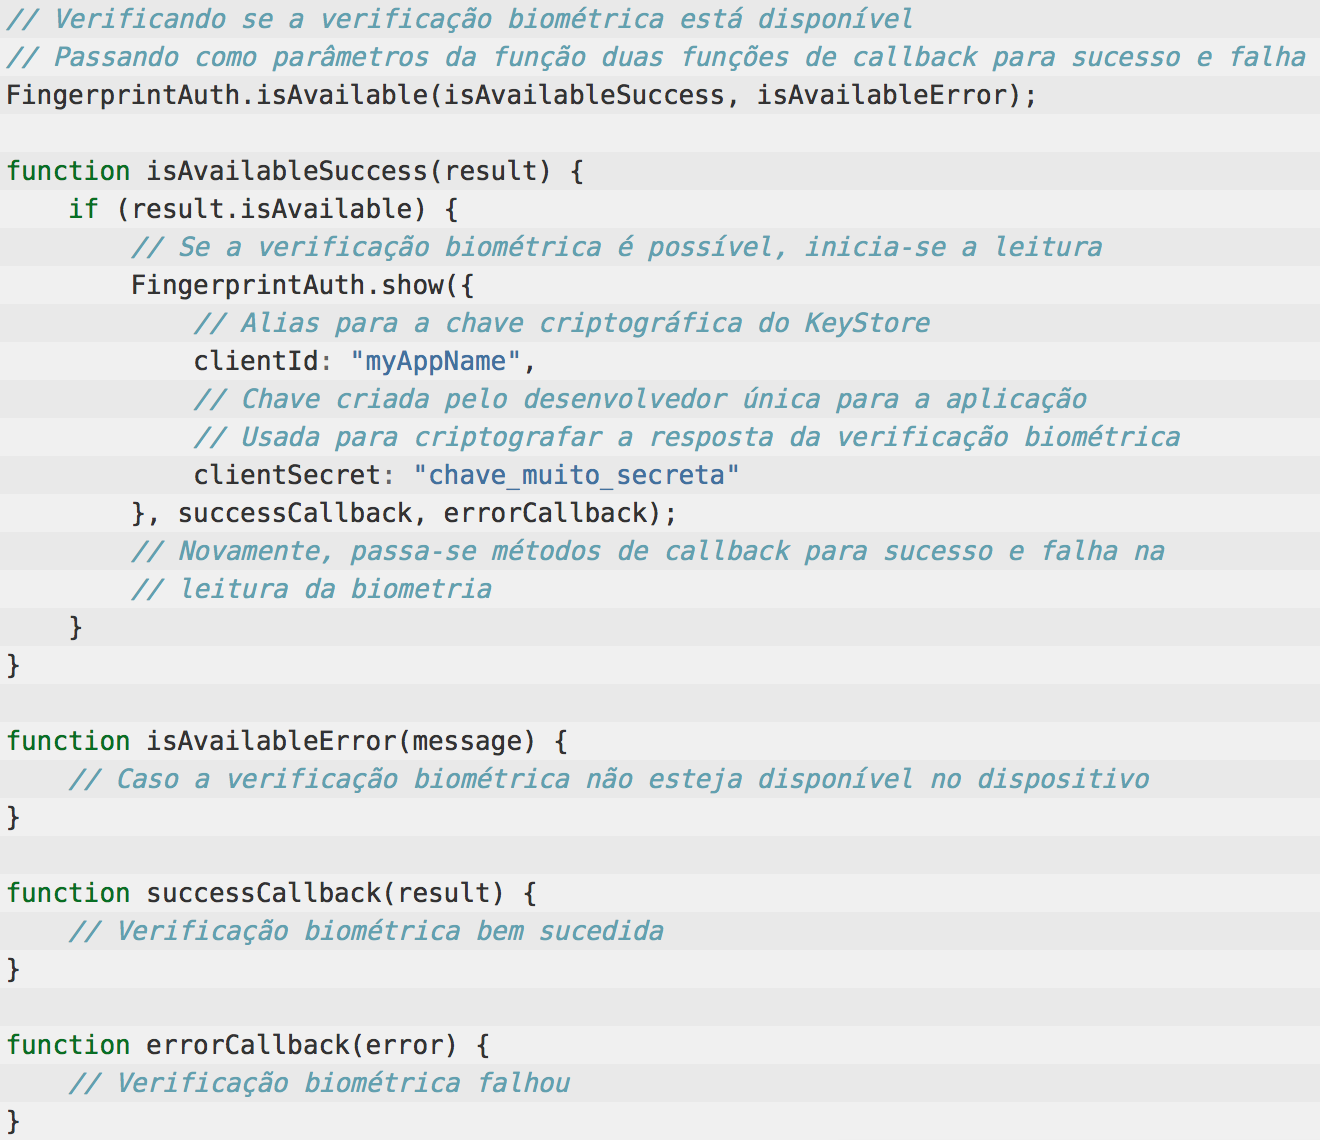 // Verificando se a verificação biométrica está disponível
// Passando como parâmetros da função duas funções de callback para sucesso e falha
FingerprintAuth.isAvailable(isAvailableSuccess, isAvailableError);

function isAvailableSuccess(result) {
    if (result.isAvailable) {
        // Se a verificação biométrica é possível, inicia-se a leitura
        FingerprintAuth.show({
            // Alias para a chave criptográfica do KeyStore
            clientId: "myAppName",
            // Chave criada pelo desenvolvedor única para a aplicação
            // Usada para criptografar a resposta da verificação biométrica
            clientSecret: "chave_muito_secreta"
        }, successCallback, errorCallback);
        // Novamente, passa-se métodos de callback para sucesso e falha na
        // leitura da biometria
    }
}

function isAvailableError(message) {
    // Caso a verificação biométrica não esteja disponível no dispositivo
}

function successCallback(result) {
    // Verificação biométrica bem sucedida
}

function errorCallback(error) {
    // Verificação biométrica falhou
}